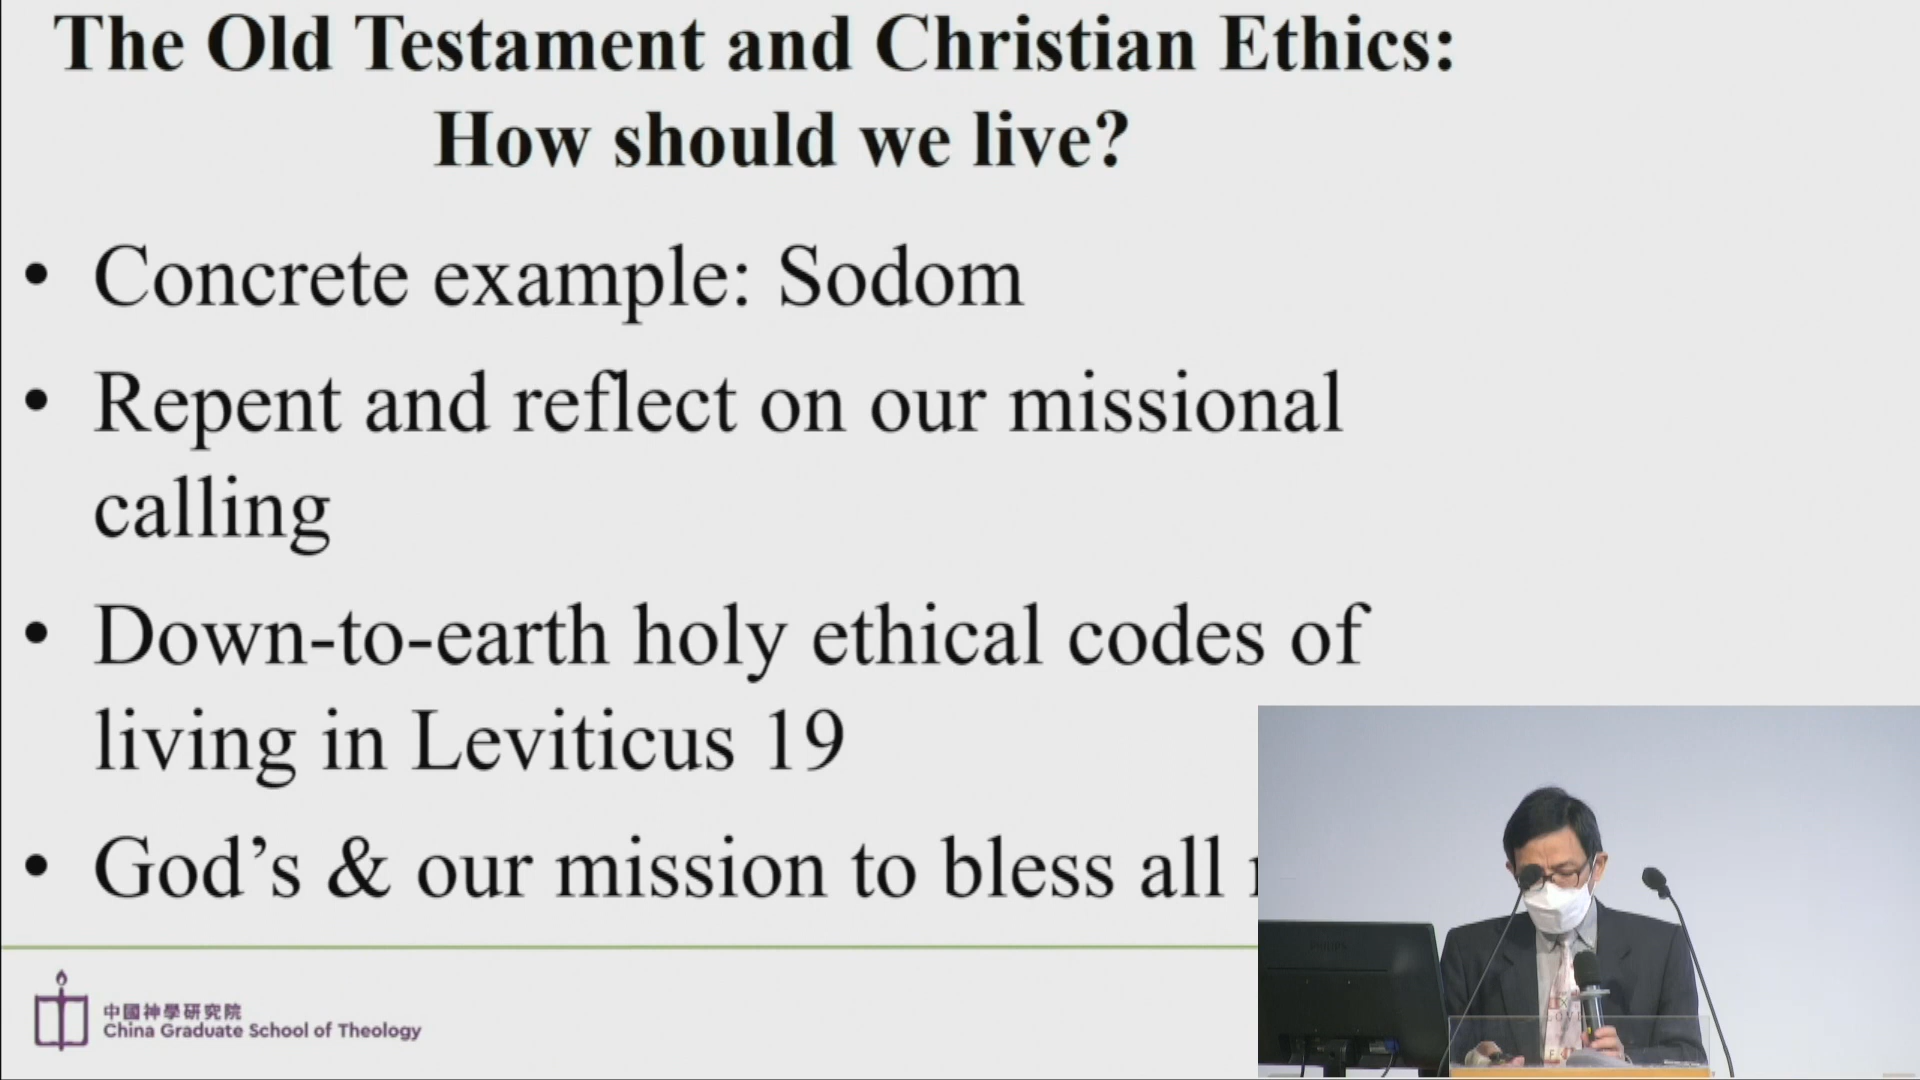 The Old Testament and Christian Ethics:
How should we live?
• Concrete example: Sodom
• Repent and reflect on our missional
calling
• Down-to-earth holy ethical codes of
living in Leviticus 19
• God’s & our mission to bless all
中國神學研究院
China Graduate School of Theology